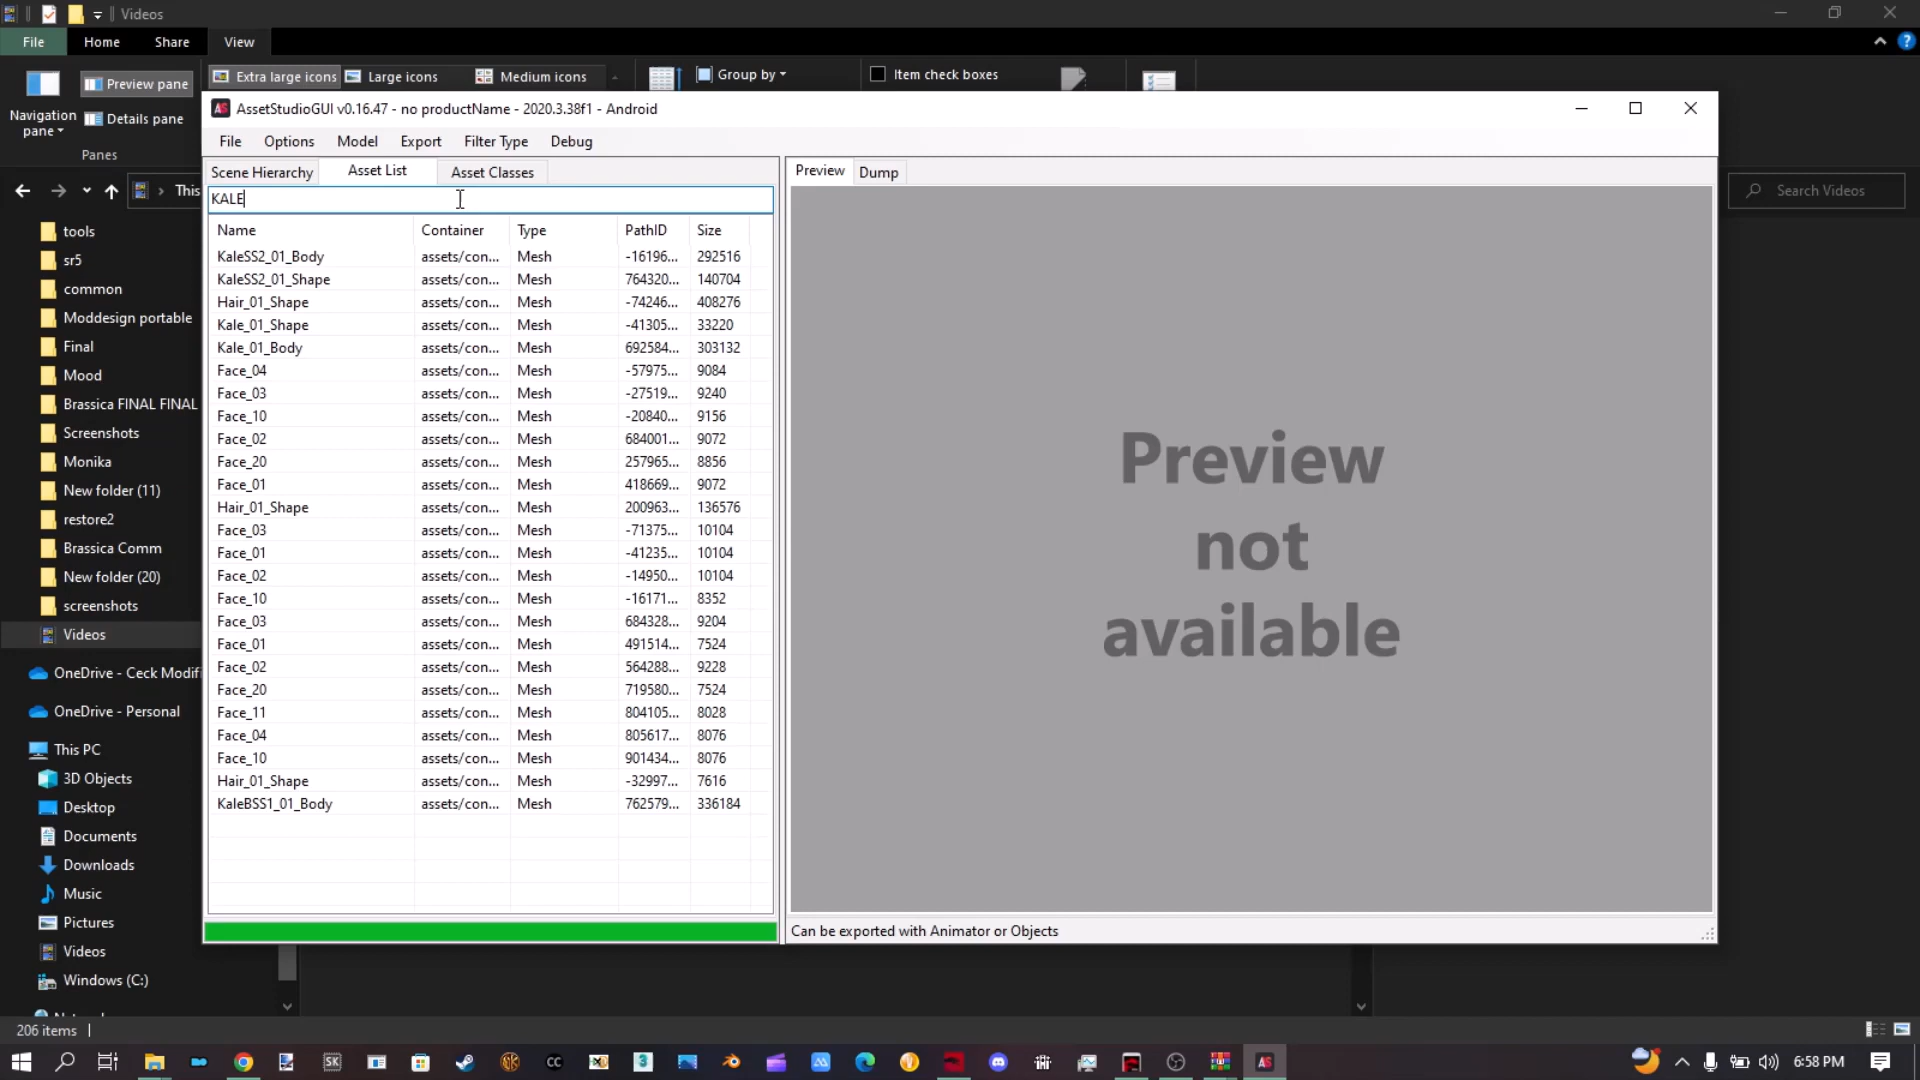 Videos
File Home Share View
Extra large icons Large icons Medium icons Group by Item check boxes
Preview pane
Navigation pane Details pane
Panes
This
Search Videos
tools
sr5
common
Moddesign portable
Final
Mood
Brassica FINAL FINAL
Screenshots
Monika
New folder (11)
restore2
Brassica Comm
New folder (20)
screenshots
Videos
OneDrive - Ceck Modifi
OneDrive - Personal
This PC
3D Objects
Desktop
Documents
Downloads
Music
Pictures
Videos
Windows (C:)
206 items
AssetStudioGUI v0.16.47 - no productName - 2020.3.38f1 - Android
File Options Model Export Filter Type Debug
Scene Hierarchy Asset List Asset Classes
KALE
Name Container Type PathID Size
KaleSS2_01_Body assets/con... Mesh -16196... 292516
KaleSS2_01_Shape assets/con... Mesh 764320... 140704
Hair_01_Shape assets/con... Mesh -74246... 408276
Kale_01_Shape assets/con... Mesh -41305... 33220
Kale_01_Body assets/con... Mesh 692584... 303132
Face_04 assets/con... Mesh -57975... 9084
Face_03 assets/con... Mesh -27519... 9240
Face_10 assets/con... Mesh -20840... 9156
Face_02 assets/con... Mesh 684001... 9072
Face_20 assets/con... Mesh 257965... 8856
Face_01 assets/con... Mesh 418669... 9072
Hair_01_Shape assets/con... Mesh 200963... 136576
Face_03 assets/con... Mesh -71375... 10104
Face_01 assets/con... Mesh -41235... 10104
Face_02 assets/con... Mesh -14950... 10104
Face_10 assets/con... Mesh -16171... 8352
Face_03 assets/con... Mesh 684328... 9204
Face_01 assets/con... Mesh 491514... 7524
Face_02 assets/con... Mesh 564288... 9228
Face_20 assets/con... Mesh 719580... 7524
Face_11 assets/con... Mesh 804105... 8028
Face_04 assets/con... Mesh 805617... 8076
Face_10 assets/con... Mesh 901434... 8076
Hair_01_Shape assets/con... Mesh -32997... 7616
KaleBSS1_01_Body assets/con... Mesh 762579... 336184
Preview Dump
Preview
not
available
Can be exported with Animator or Objects
6:58 PM